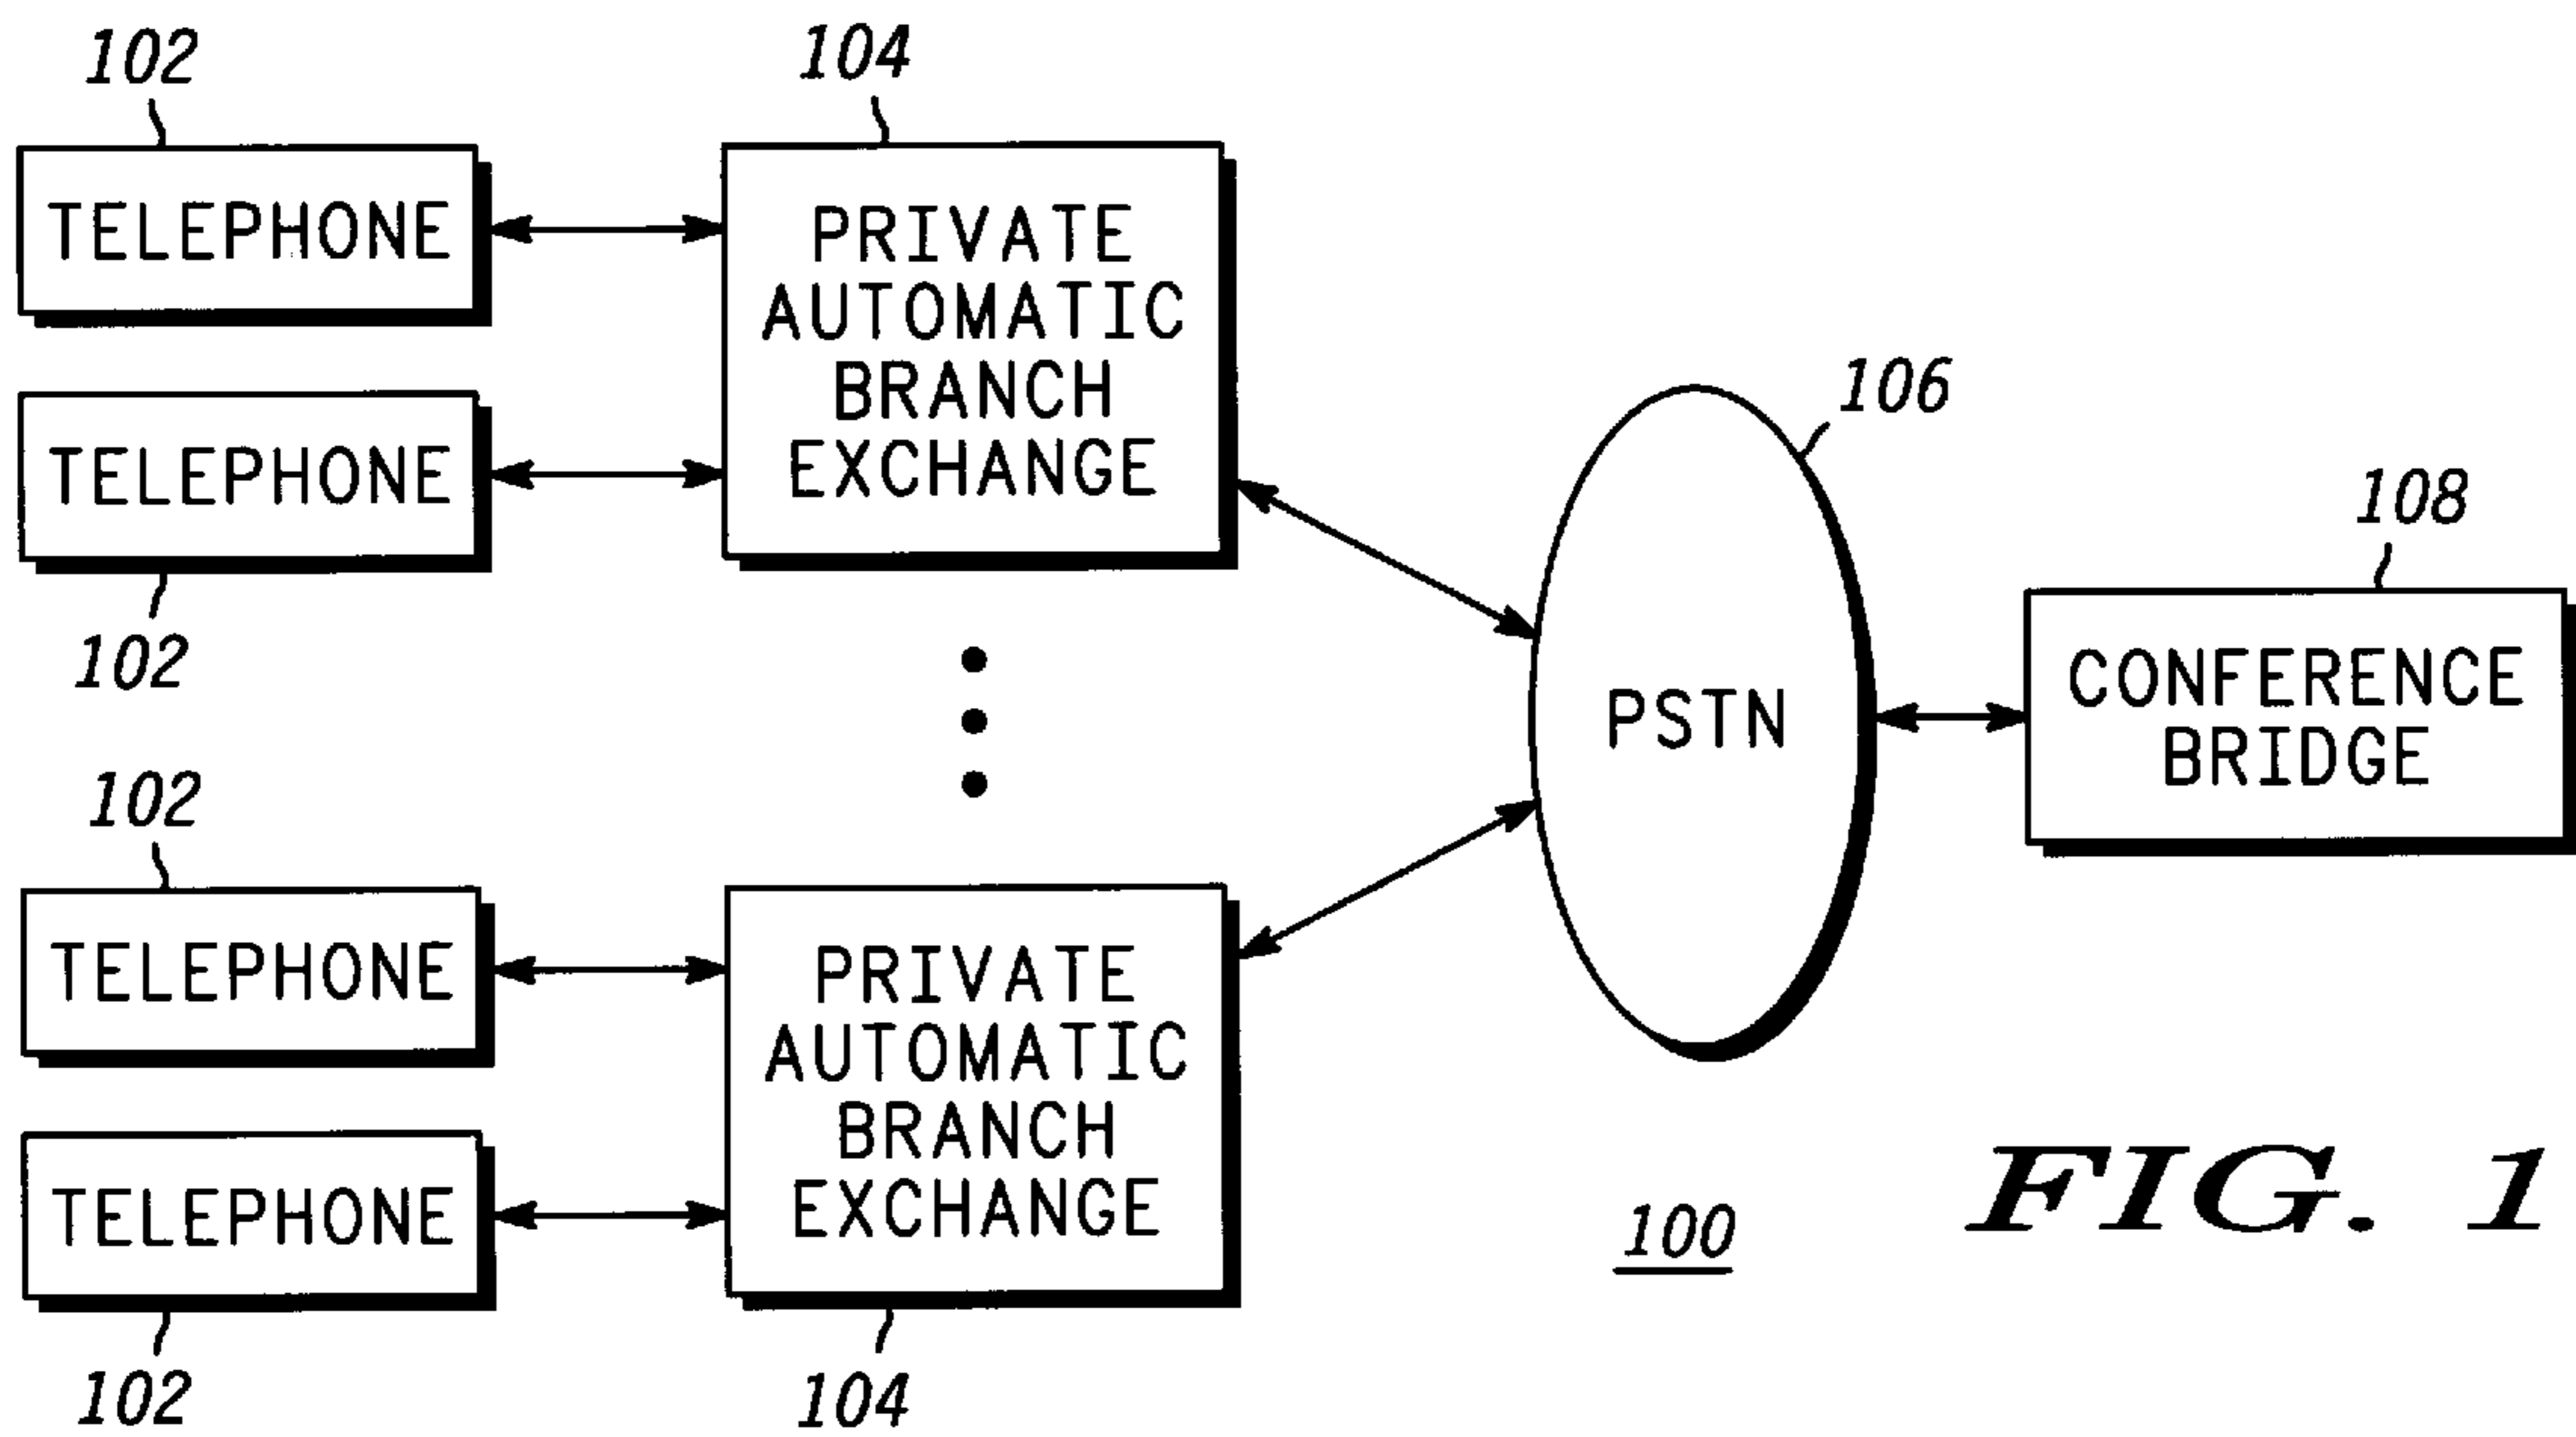 102
TELEPHONE
TELEPHONE
102
104
PRIVATE
AUTOMATIC
BRANCH
EXCHANGE
102
TELEPHONE
TELEPHONE
102
PRIVATE
AUTOMATIC
BRANCH
EXCHANGE
104
106
PSTN
108
CONFERENCE
BRIDGE
100
FIG. 1